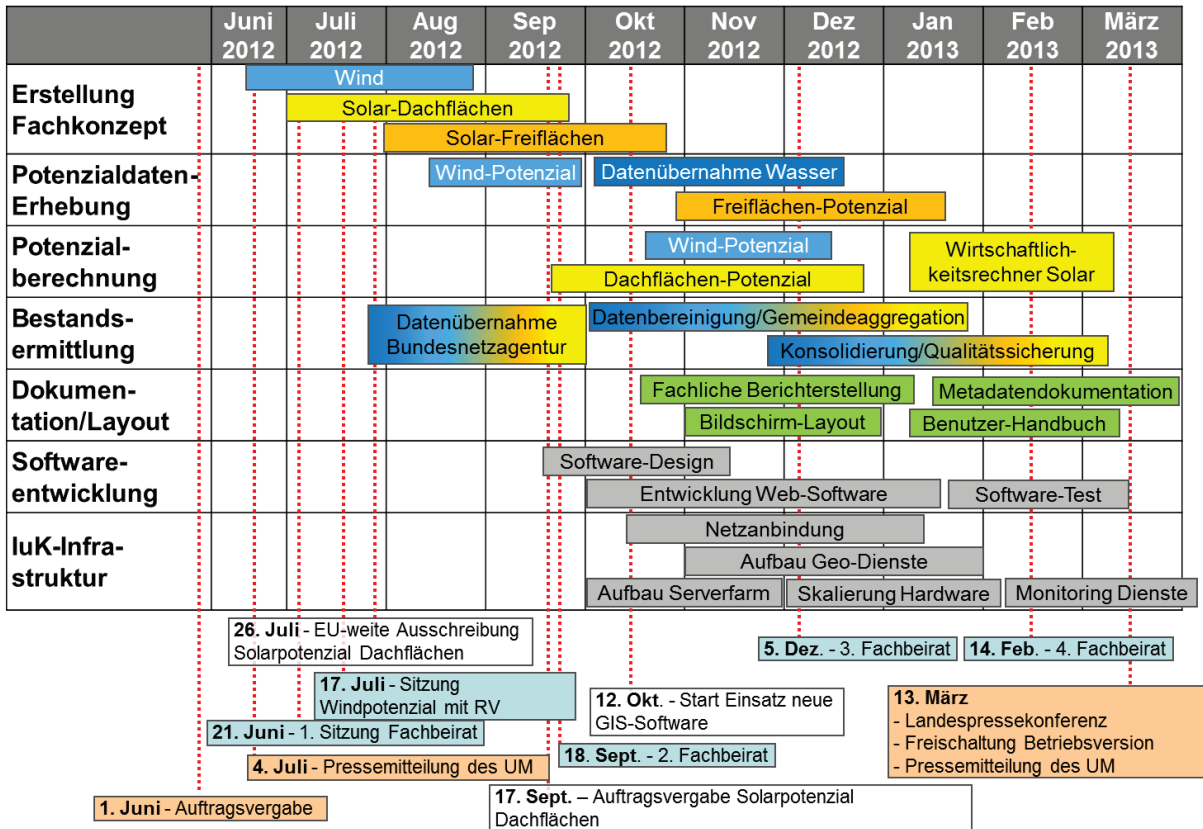 Juni
2012
Juli
2012
Aug
2012
Sep
2012
Okt
2012
Nov
2012
Dez
2012
Jan
2013
Feb
2013
März
2013
Erstellung
Fachkonzept
Wind
Solar-Dachflächen
Solar-Freiflächen
Potenzialdaten-
Erhebung
Wind-Potenzial
Datenübernahme Wasser
Freiflächen-Potenzial
Potenzial-
berechnung
Wind-Potenzial
Dachflächen-Potenzial
Wirtschaftlich-
keitsrechner Solar
Bestands-
ermittlung
Datenübernahme
Bundesnetzagentur
Datenbereinigung/Gemeindeaggregation
Konsolidierung/Qualitätssicherung
Dokumen-
tation/Layout
Fachliche Berichterstellung
Metadatendokumentation
Bildschirm-Layout
Benutzer-Handbuch
Software-
entwicklung
Software-Design
Entwicklung Web-Software
Software-Test
IuK-Infra-
struktur
Netzanbindung
Aufbau Geo-Dienste
Aufbau Serverfarm
Skalierung Hardware
Monitoring Dienste
26. Juli - EU-weite Ausschreibung
Solarpotenzial Dachflächen
5. Dez. - 3. Fachbeirat
14. Feb. - 4. Fachbeirat
17. Juli - Sitzung
Windpotenzial mit RV
12. Okt. - Start Einsatz neue
GIS-Software
13. März
- Landespressekonferenz
- Freischaltung Betriebsversion
- Pressemitteilung des UM
21. Juni - 1. Sitzung Fachbeirat
18. Sept. - 2. Fachbeirat
4. Juli - Pressemitteilung des UM
17. Sept. – Auftragsvergabe Solarpotenzial
Dachflächen
1. Juni - Auftragsvergabe